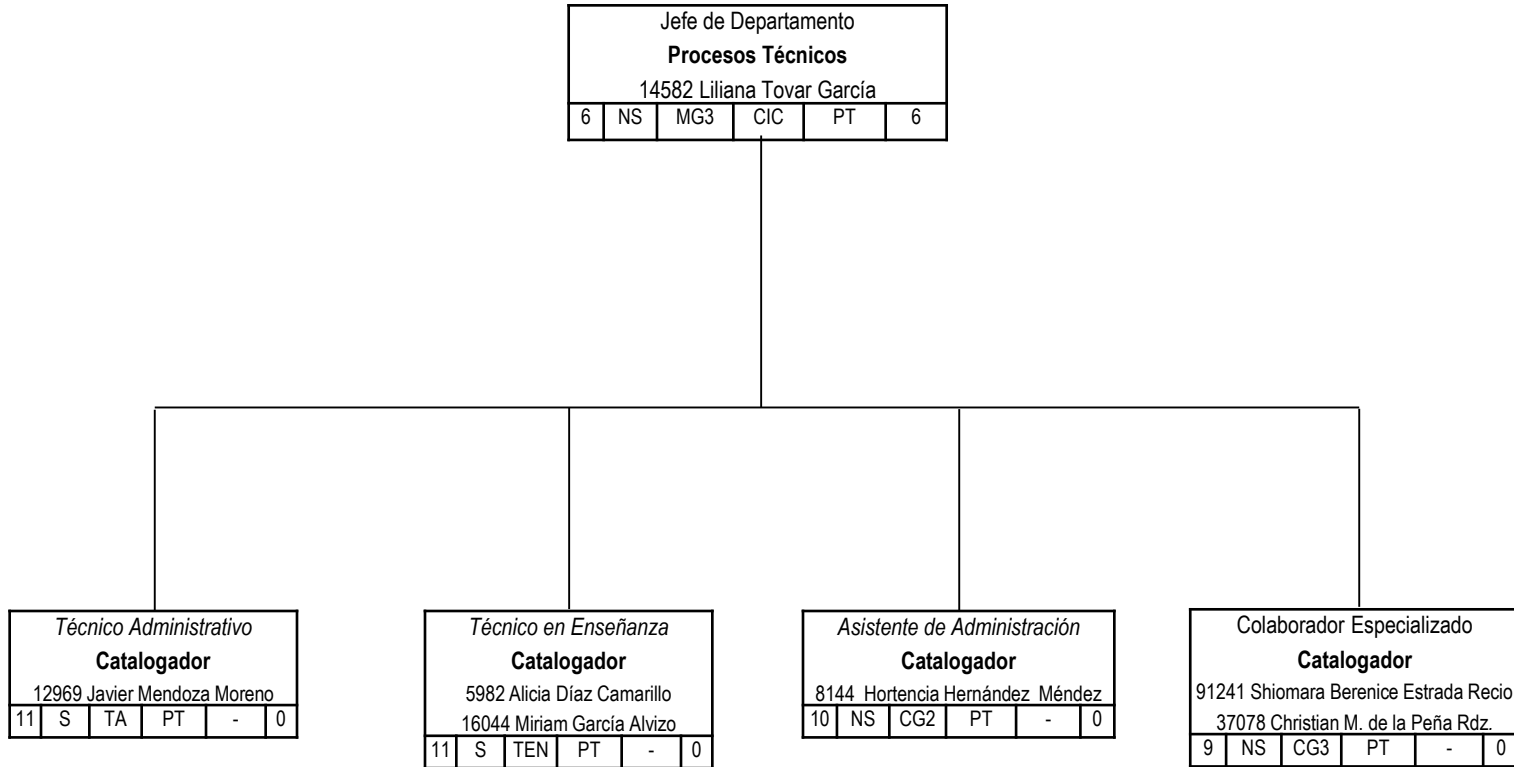 Jefe de Departamento
Procesos Técnicos
14582 Liliana Tovar García
6 NS MG3 CIC PT 6
Técnico Administrativo
Catalogador
12969 Javier Mendoza Moreno
11 S TA PT - 0
Técnico en Enseñanza
Catalogador
5982 Alicia Díaz Camarillo
16044 Miriam García Alvizo
11 S TEN PT - 0
Asistente de Administración
Catalogador
8144 Hortencia Hernández Méndez
10 NS CG2 PT - 0
Colaborador Especializado
Catalogador
91241 Shiomara Berenice Estrada Recio
37078 Christian M. de la Peña Rdz.
9 NS CG3 PT - 0